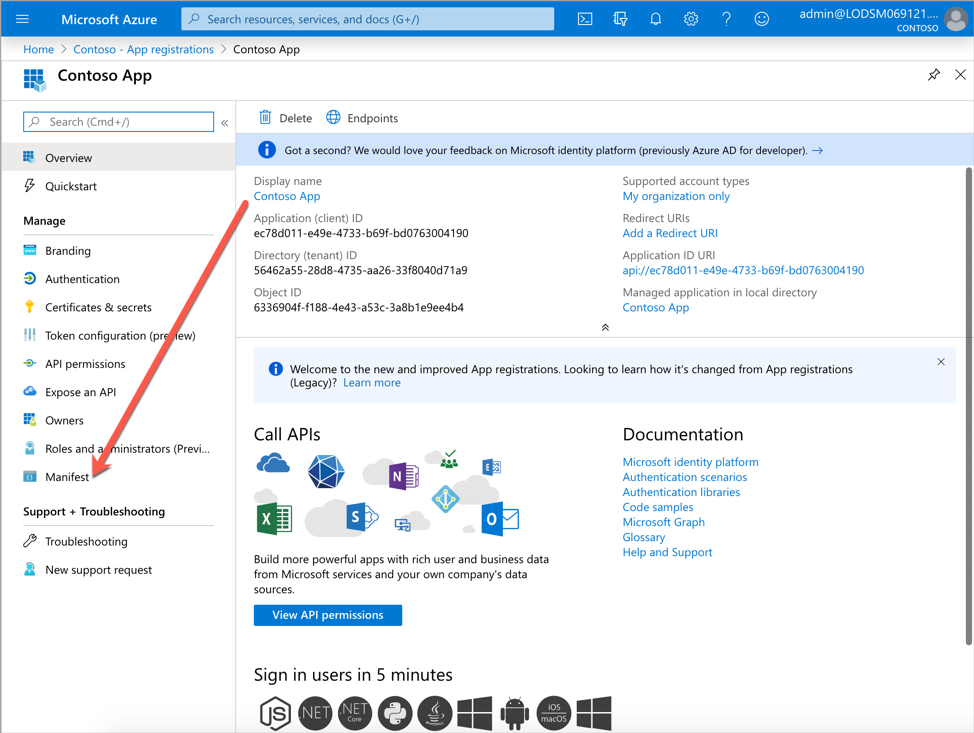 Microsoft Azure
Search resources, services, and docs (G+/)
admin@LODSM069121....
CONTOSO
Home > Contoso - App registrations > Contoso App
Contoso App
Search (Cmd+/)
«
Overview
Quickstart
Manage
Branding
Authentication
Certificates & secrets
Token configuration (preview)
API permissions
Expose an API
Owners
Roles and administrators (Previ...
Manifest
Support + Troubleshooting
Troubleshooting
New support request
Delete
Endpoints
Got a second? We would love your feedback on Microsoft identity platform (previously Azure AD for developer). →
Display name
Contoso App
Application (client) ID
ec78d011-e49e-4733-b69f-bd0763004190
Directory (tenant) ID
56462a55-28d8-4735-aa26-33f8040d71a9
Object ID
6336904f-f188-4e43-a53c-3a8b1e9ee4b4
Supported account types
My organization only
Redirect URIs
Add a Redirect URI
Application ID URI
api://ec78d011-e49e-4733-b69f-bd0763004190
Managed application in local directory
Contoso App
Welcome to the new and improved App registrations. Looking to learn how it's changed from App registrations
(Legacy)? Learn more
Call APIs
N
E
X
S
O
Build more powerful apps with rich user and business data
from Microsoft services and your own company's data
sources.
View API permissions
Documentation
Microsoft identity platform
Authentication scenarios
Authentication libraries
Code samples
Microsoft Graph
Glossary
Help and Support
Sign in users in 5 minutes
JS
.NET
.NET
Core
iOS
macOS